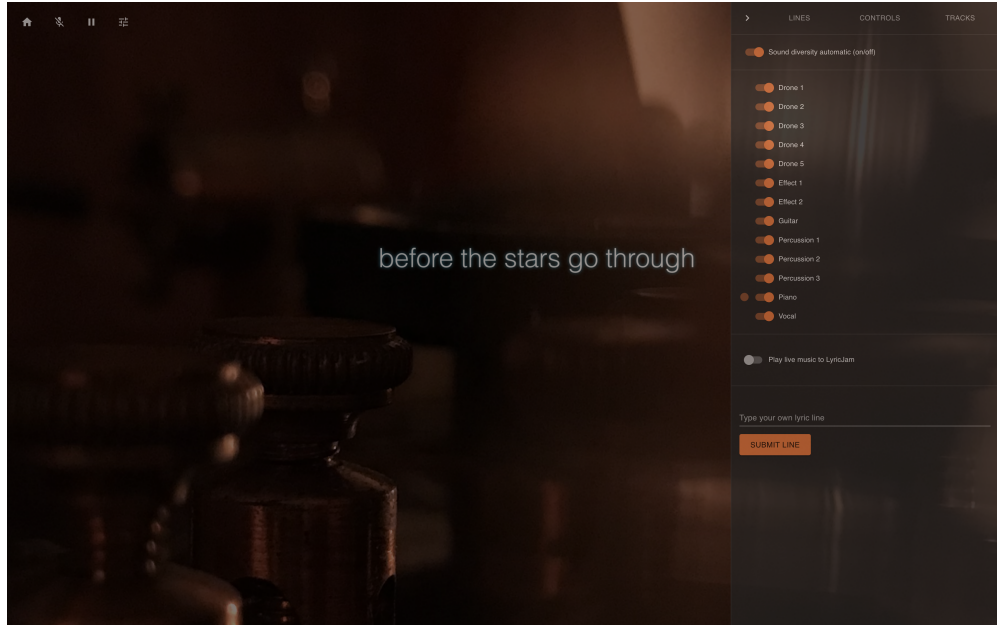 LINES CONTROLS TRACKS
Sound diversity automatic (on/off)
Drone 1
Drone 2
Drone 3
Drone 4
Drone 5
Effect 1
Effect 2
Guitar
Percussion 1
Percussion 2
Percussion 3
Piano
Vocal
before the stars go through
Play live music to LyricJam
Type your own lyric line
SUBMIT LINE